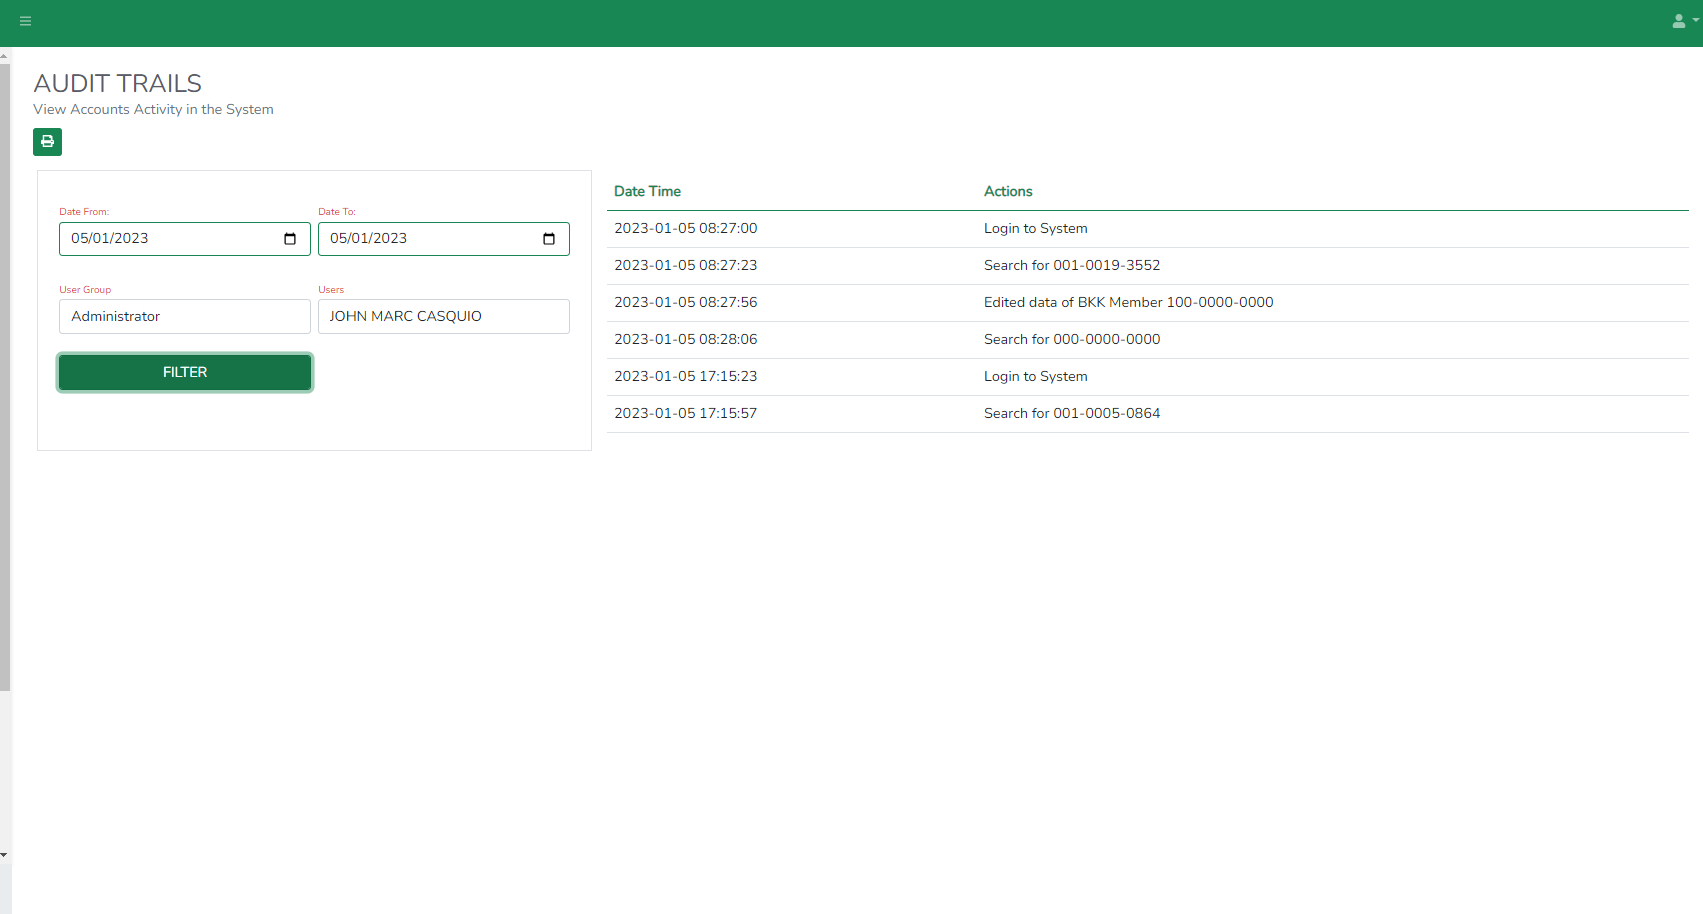 AUDIT TRAILS
View Accounts Activity in the System
Date From:
Date To:
05/01/2023
05/01/2023
User Group
Users
Administrator
JOHN MARC CASQUIO
FILTER
Date Time Actions
2023-01-05 08:27:00 Login to System
2023-01-05 08:27:23 Search for 001-0019-3552
2023-01-05 08:27:56 Edited data of BKK Member 100-0000-0000
2023-01-05 08:28:06 Search for 000-0000-0000
2023-01-05 17:15:23 Login to System
2023-01-05 17:15:57 Search for 001-0005-0864